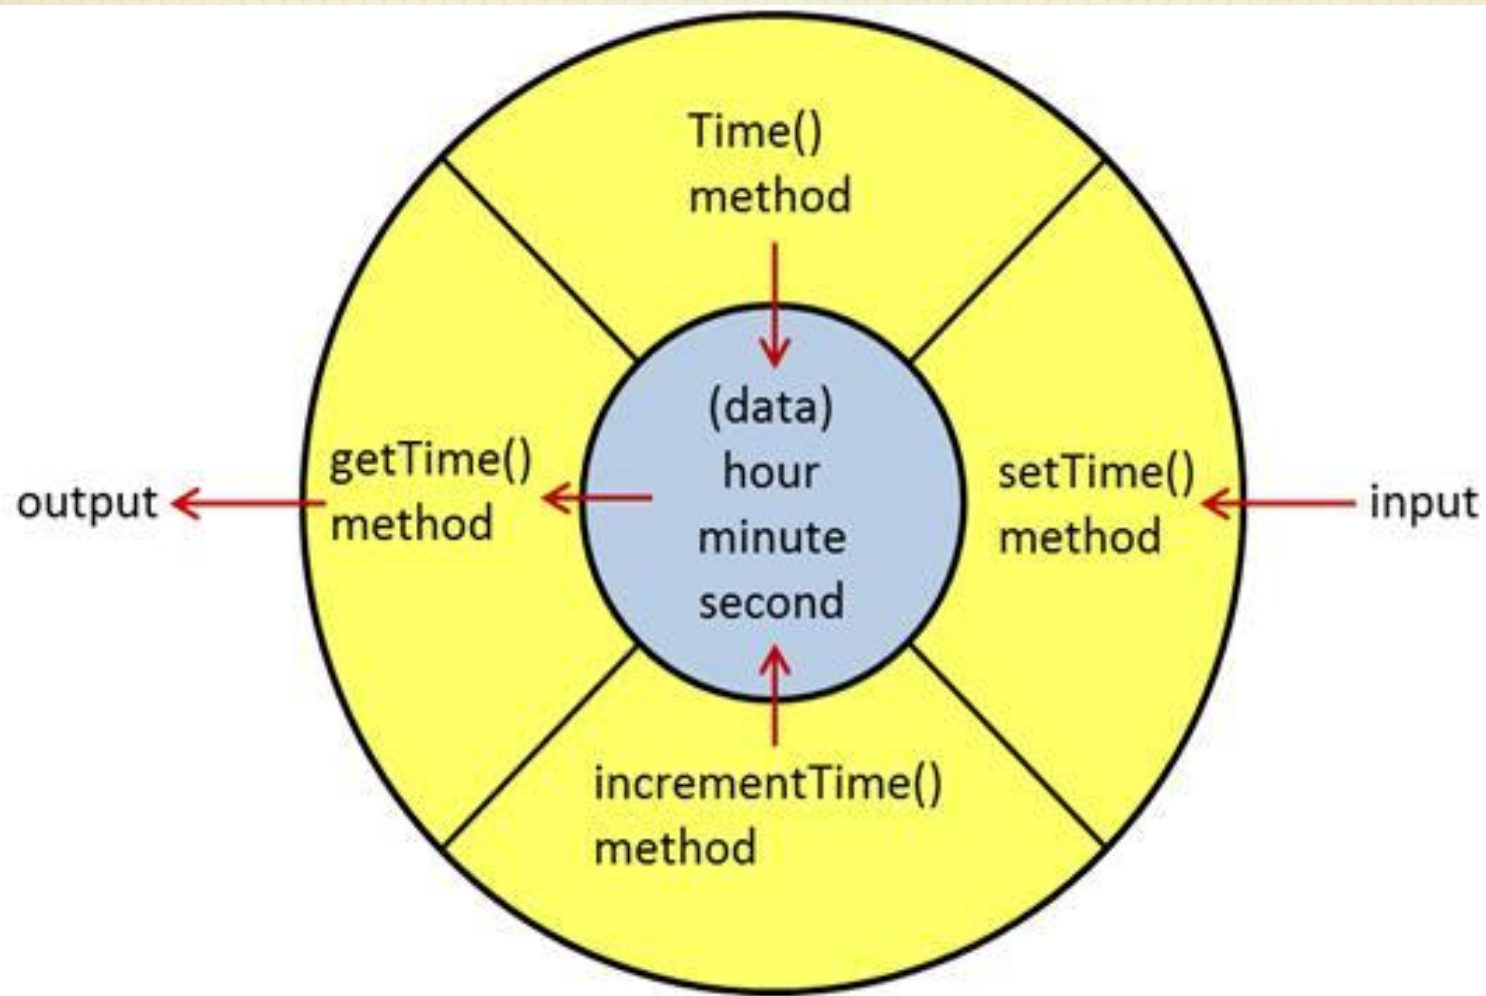 Time()
method
(data)
hour
minute
second
getTime()
method
setTime()
method
output
input
incrementTime()
method